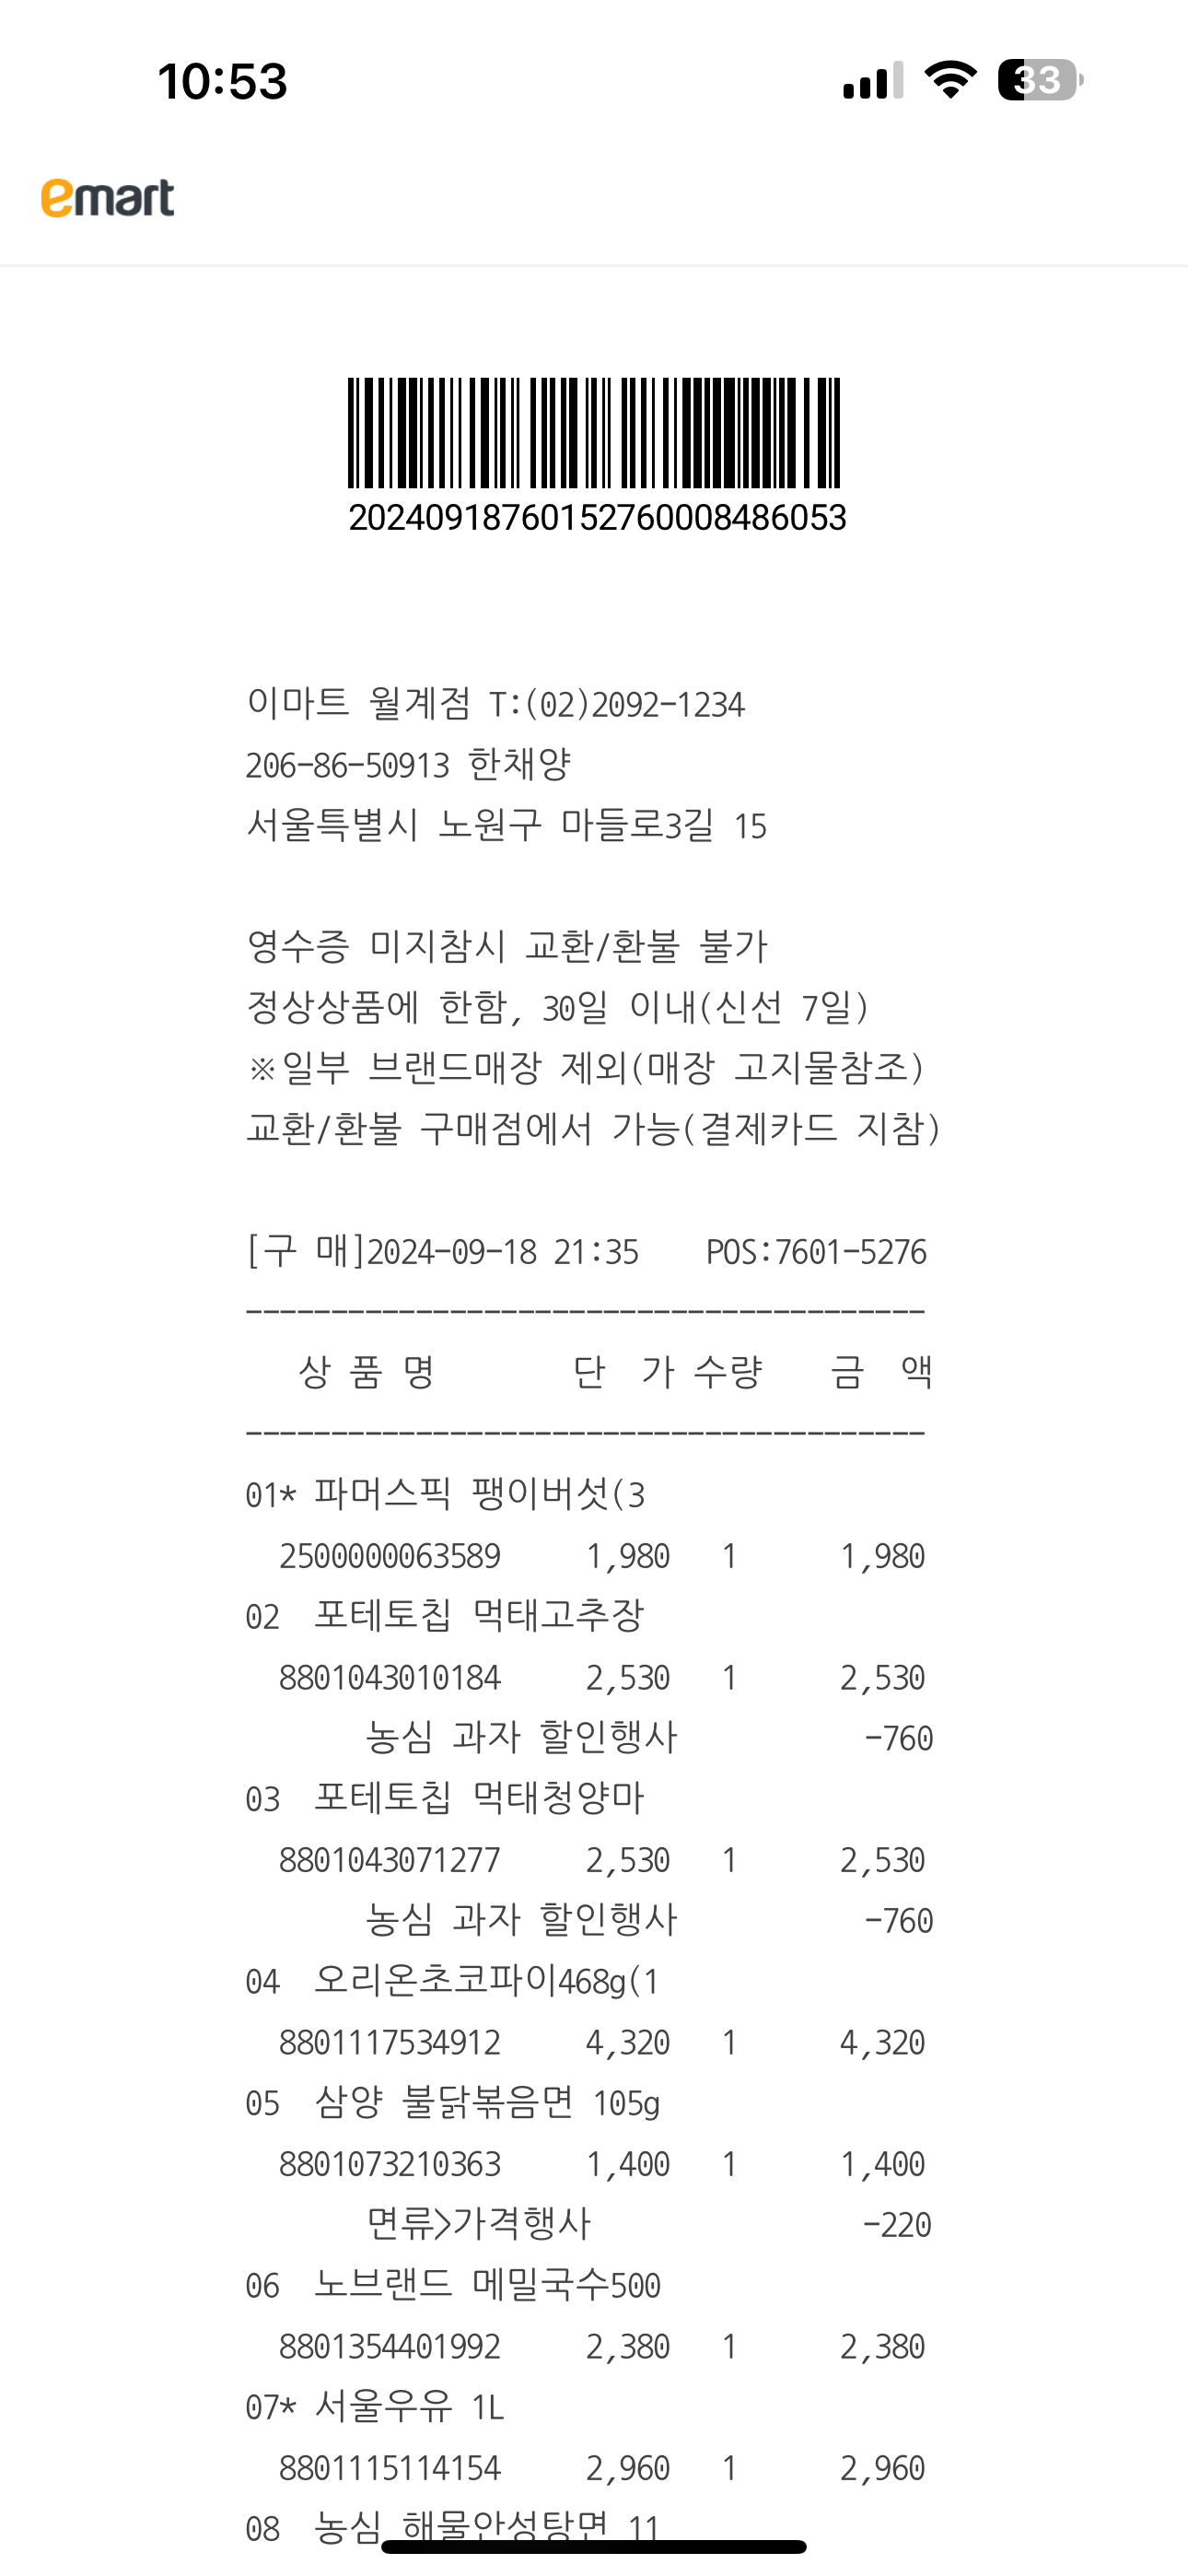 10:53
33
emart
2024091876015276000848​6053
이마트 월계점 T:(02)2092-1234
206-86-50913 한채양
서울특별시 노원구 마들로3길 15
영수증 미지참시 교환/환불 불가
정상상품에 한함, 30일 이내(신선 7일)
※일부 브랜드매장 제외(매장 고지물참조)
교환/환불 구매점에서 가능(결제카드 지참)
[구 매]2024-09-18 21:35 POS:7601-5276
----------------------------------------
상 품 명 단 가 수량 금 액
----------------------------------------
01* 파머스픽 팽이버섯(3
2500000063589 1,980 1 1,980
02 포테토칩 먹태고추장
8801043010184 2,530 1 2,530
농심 과자 할인행사 -760
03 포테토칩 먹태청양마
8801043071277 2,530 1 2,530
농심 과자 할인행사 -760
04 오리온초코파이468g(1
8801117534912 4,320 1 4,320
05 삼양 불닭볶음면 105g
8801073210363 1,400 1 1,400
면류>가격행사 -220
06 노브랜드 메밀국수500
8801354401992 2,380 1 2,380
07* 서울우유 1L
8801115114154 2,960 1 2,960
08 농심 해물안성탕면 11